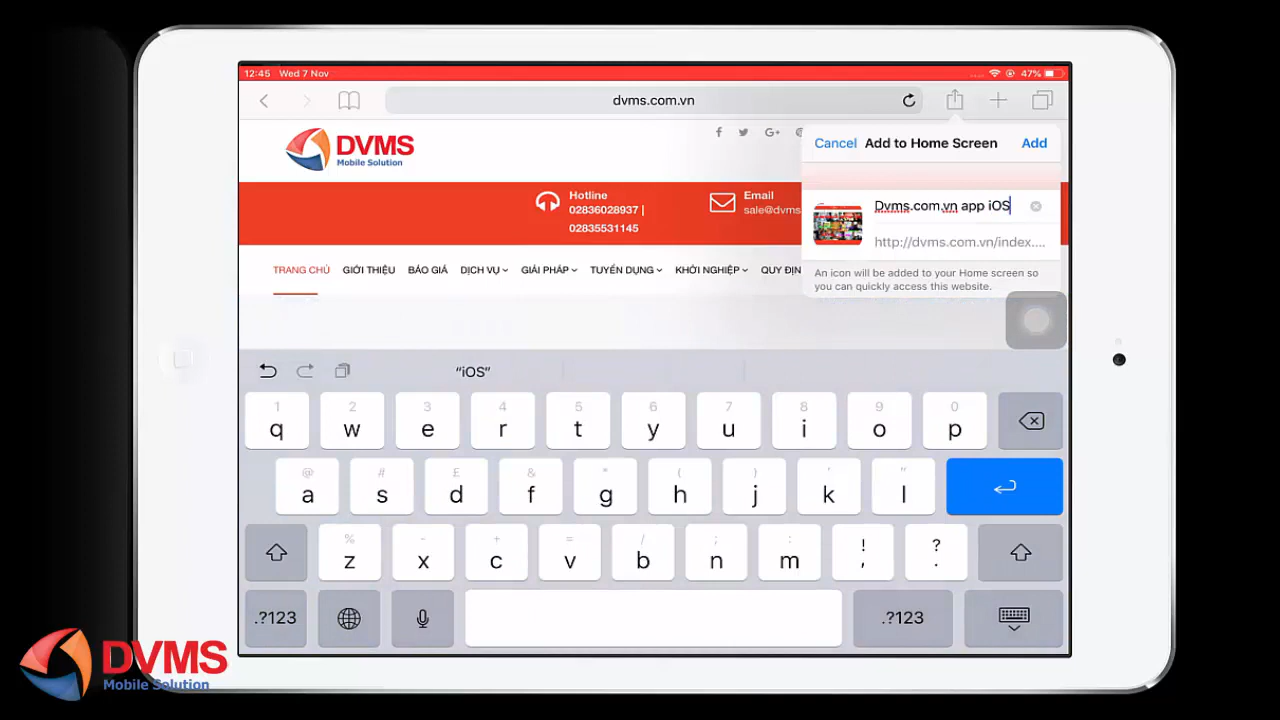 12:45 Wed 7 Nov
47%
dvms.com.vn
DVMS
Mobile Solution
Cancel Add to Home Screen Add
Hotline
02836028937 |
02835531145
Email
sale@dvms
Dvms.com.vn app iOS
http://dvms.com.vn/index....
An icon will be added to your Home screen so
you can quickly access this website.
TRANG CHỦ GIỚI THIỆU BÁO GIÁ DỊCH VỤ GIẢI PHÁP TUYỂN DỤNG KHỞI NGHIỆP QUY ĐỊN
“iOS”
1 2 3 4 5 6 7 8 9 0
q w e r t y u i o p
@ # £ & * ( ) ' "
a s d f g h j k l
% - + = / ; : ! ?
z x c v b n m , .
.?123 .?123
DVMS
Mobile Solution